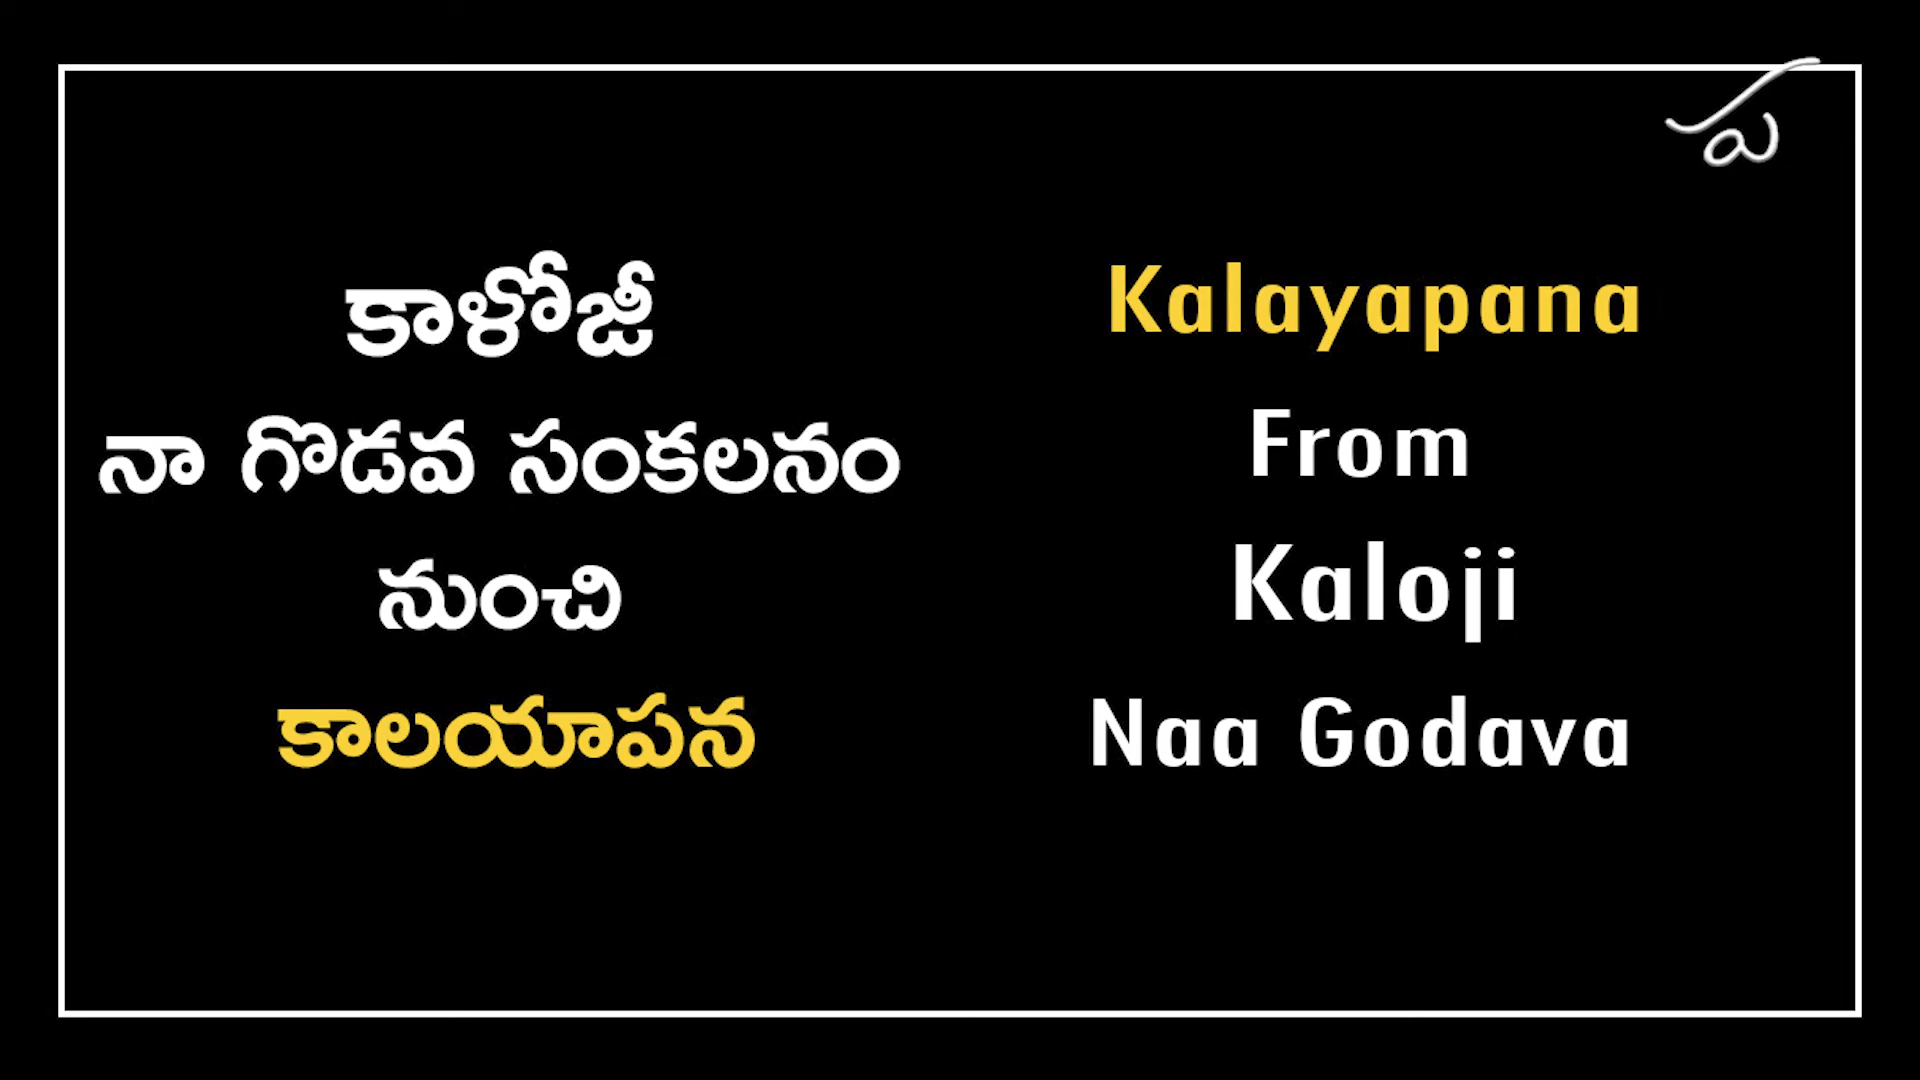 ప
కాళోజీ
నా గొడవ సంకలనం
నుంచి
కాలయాపన
Kalayapana
From
Kaloji
Naa Godava